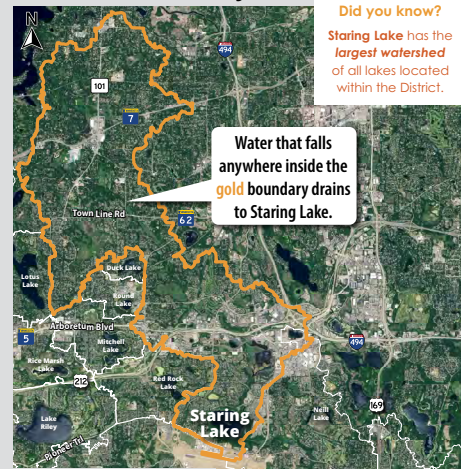 Did you know?
Staring Lake has the
largest watershed
of all lakes located
within the District.
N
494
101
7
Water that falls
anywhere inside the
gold boundary drains
to Staring Lake.
Town Line Rd
62
Duck Lake
Lotus
Lake
Round
Lake
Arboretum Blvd
5
Mitchell
Lake
494
Rice Marsh
Lake
212
Red Rock
Lake
169
Staring
Lake
Neill
Lake
Lake
Riley
Pioneer Trl